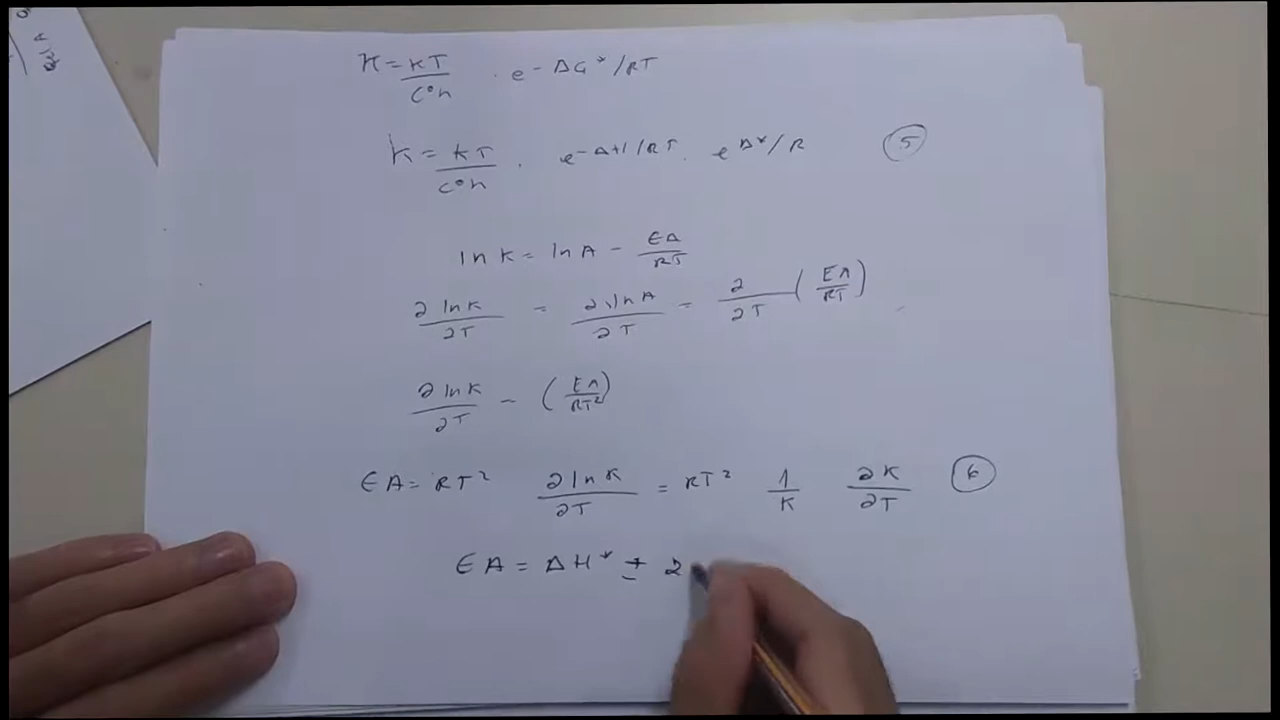 K = KT / C°h · e - ΔG* / RT
K = KT / C°h · e - ΔH / RT · e Δ* / R ⑤
ln K = ln A - EA / RT
∂ ln K / ∂T = ∂ ln A / ∂T - ∂ / ∂T ( EA / RT )
∂ ln K / ∂T - ( EA / RT² )
EA = RT² ∂ ln K / ∂T = RT² 1 / K ∂K / ∂T ⑥
EA = ΔH* ± 2